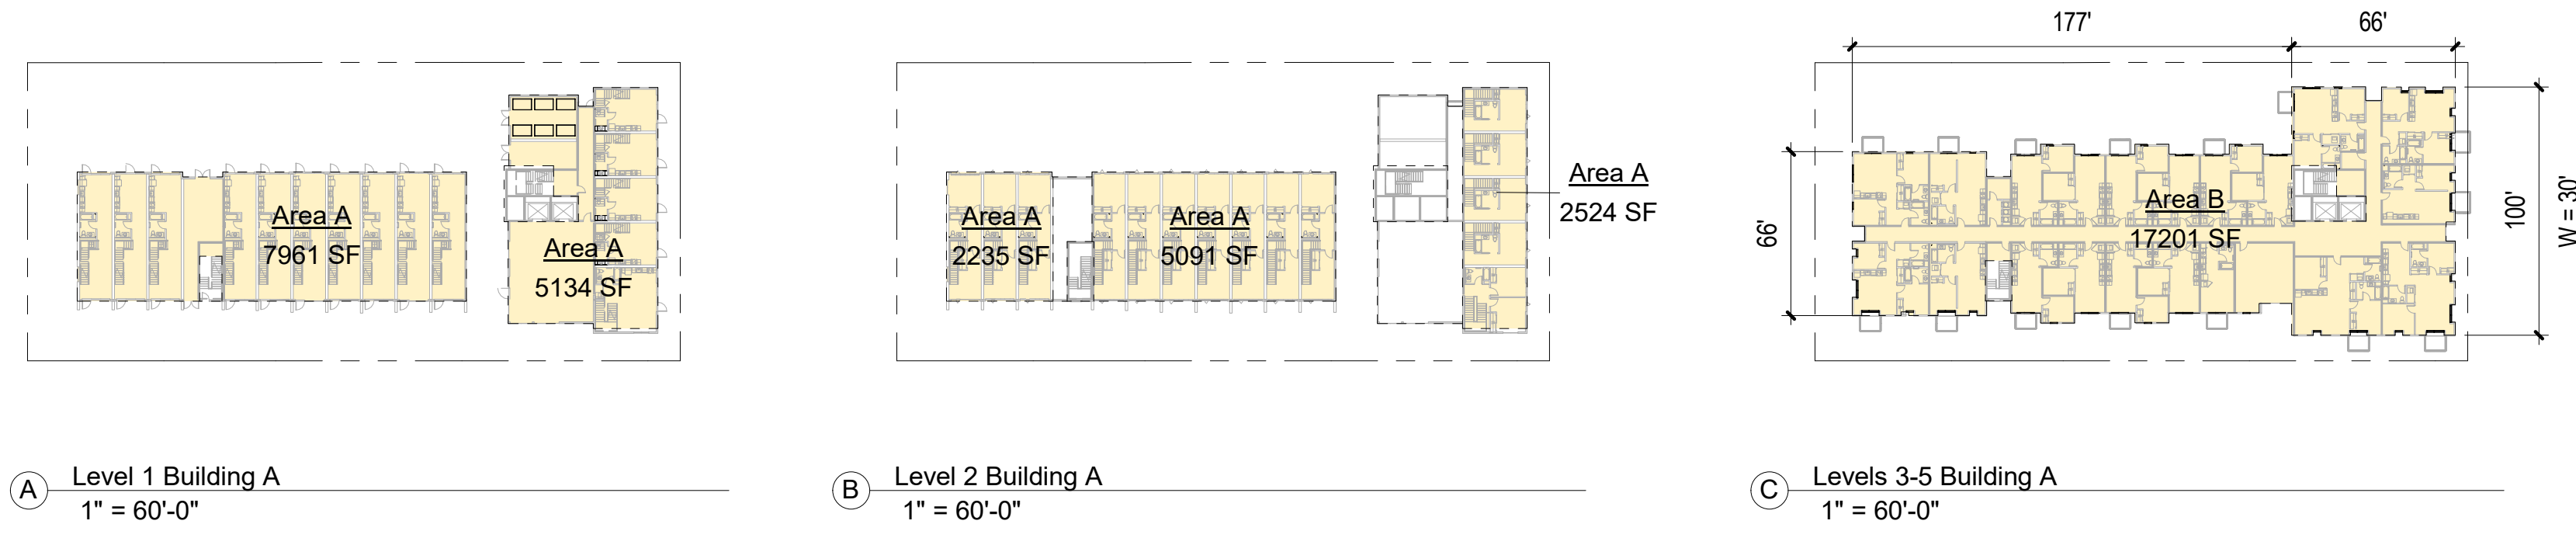 177'
66'
Area A
7961 SF
Area A
5134 SF
Area A
2235 SF
Area A
5091 SF
Area A
2524 SF
Area B
17201 SF
66'
100'
W = 30'
A
Level 1 Building A
1" = 60'-0"
B
Level 2 Building A
1" = 60'-0"
C
Levels 3-5 Building A
1" = 60'-0"